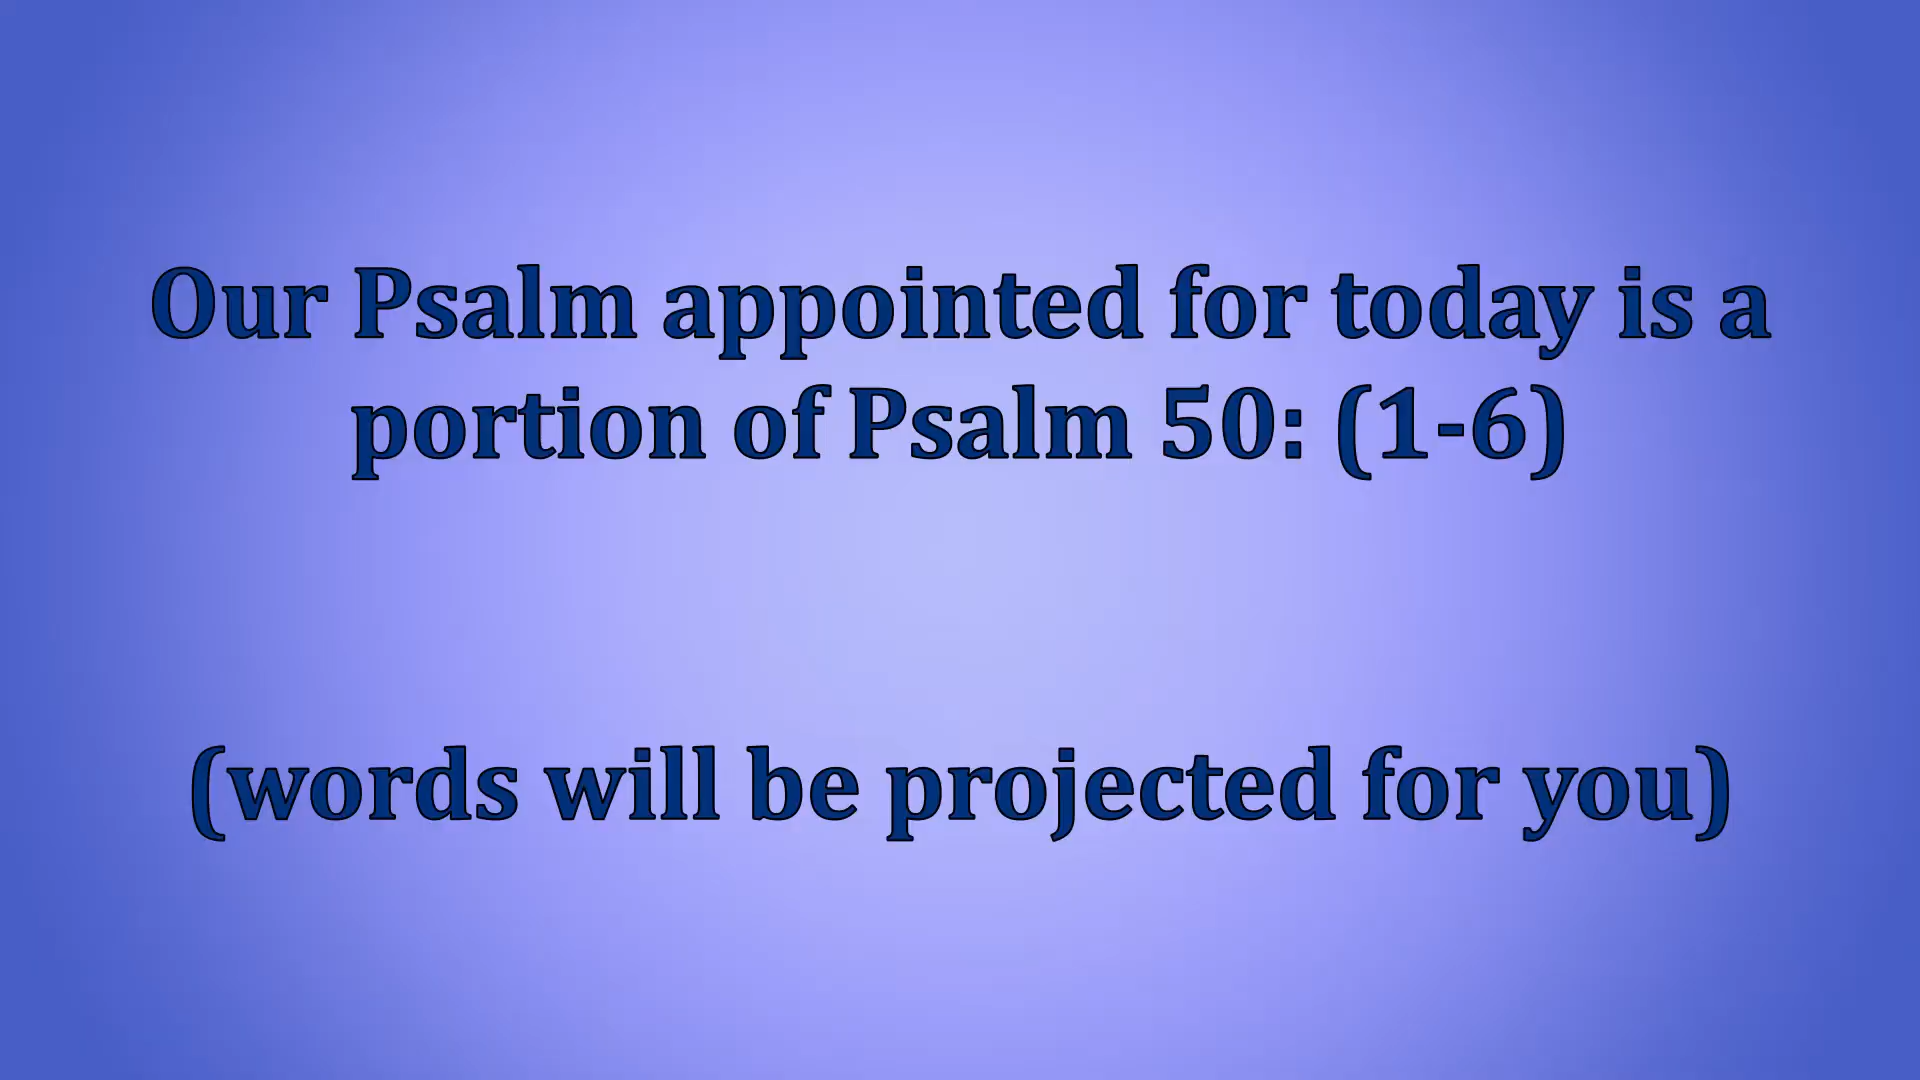 Our Psalm appointed for today is a
portion of Psalm 50: (1-6)
(words will be projected for you)